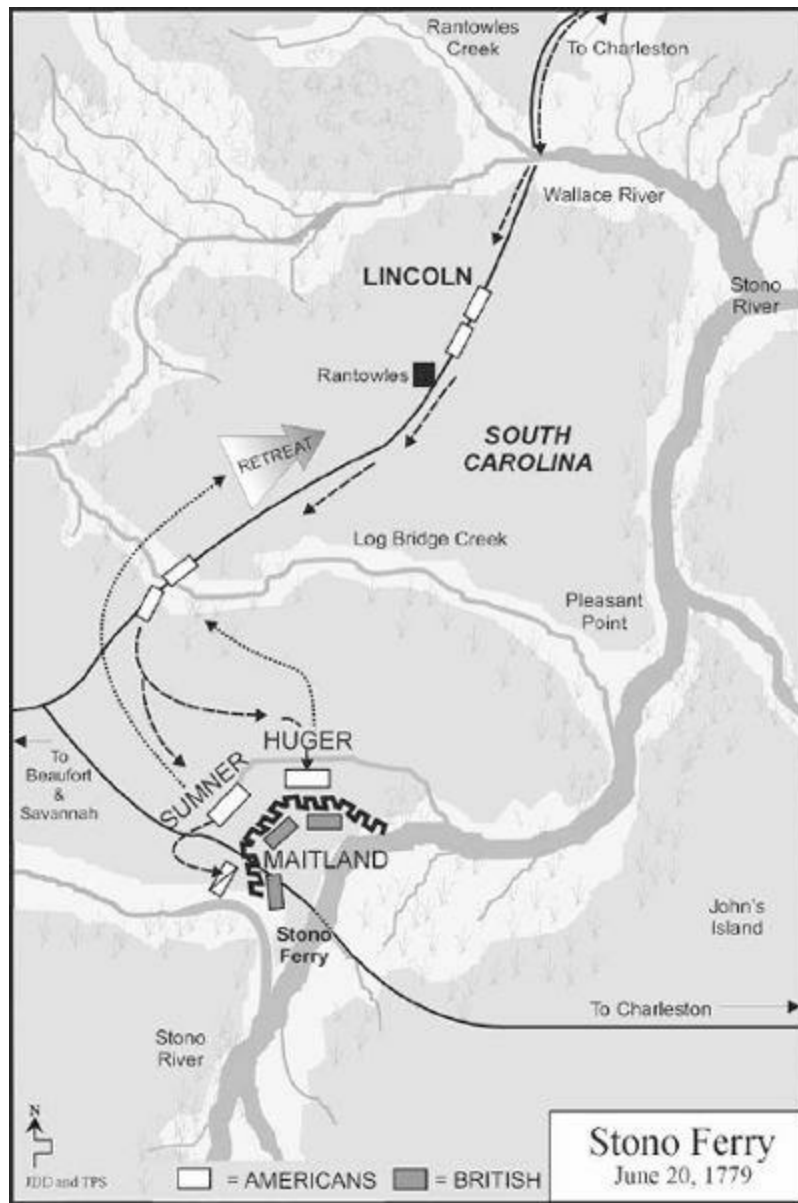 Rantowles
Creek
To Charleston
Wallace River
LINCOLN
Stono
River
Rantowles
SOUTH
CAROLINA
RETREAT
Log Bridge Creek
Pleasant
Point
HUGER
To
Beaufort
&
Savannah
SUMNER
MAITLAND
John's
Island
Stono
Ferry
To Charleston
Stono
River
N
JDD and TPS
= AMERICANS
= BRITISH
Stono Ferry
June 20, 1779